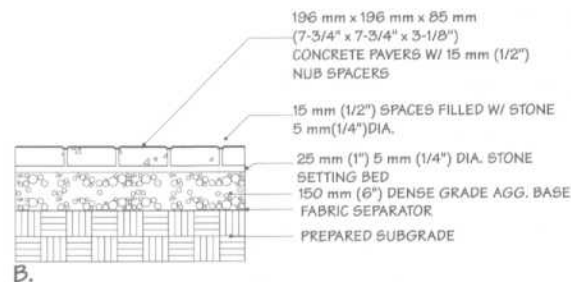 196 mm x 196 mm x 85 mm
(7-3/4" x 7-3/4" x 3-1/8")
CONCRETE PAVERS W/ 15 mm (1/2")
NUB SPACERS
15 mm (1/2") SPACES FILLED W/ STONE
5 mm(1/4")DIA.
25 mm (1") 5 mm (1/4") DIA. STONE
SETTING BED
150 mm (6") DENSE GRADE AGG. BASE
FABRIC SEPARATOR
PREPARED SUBGRADE
B.